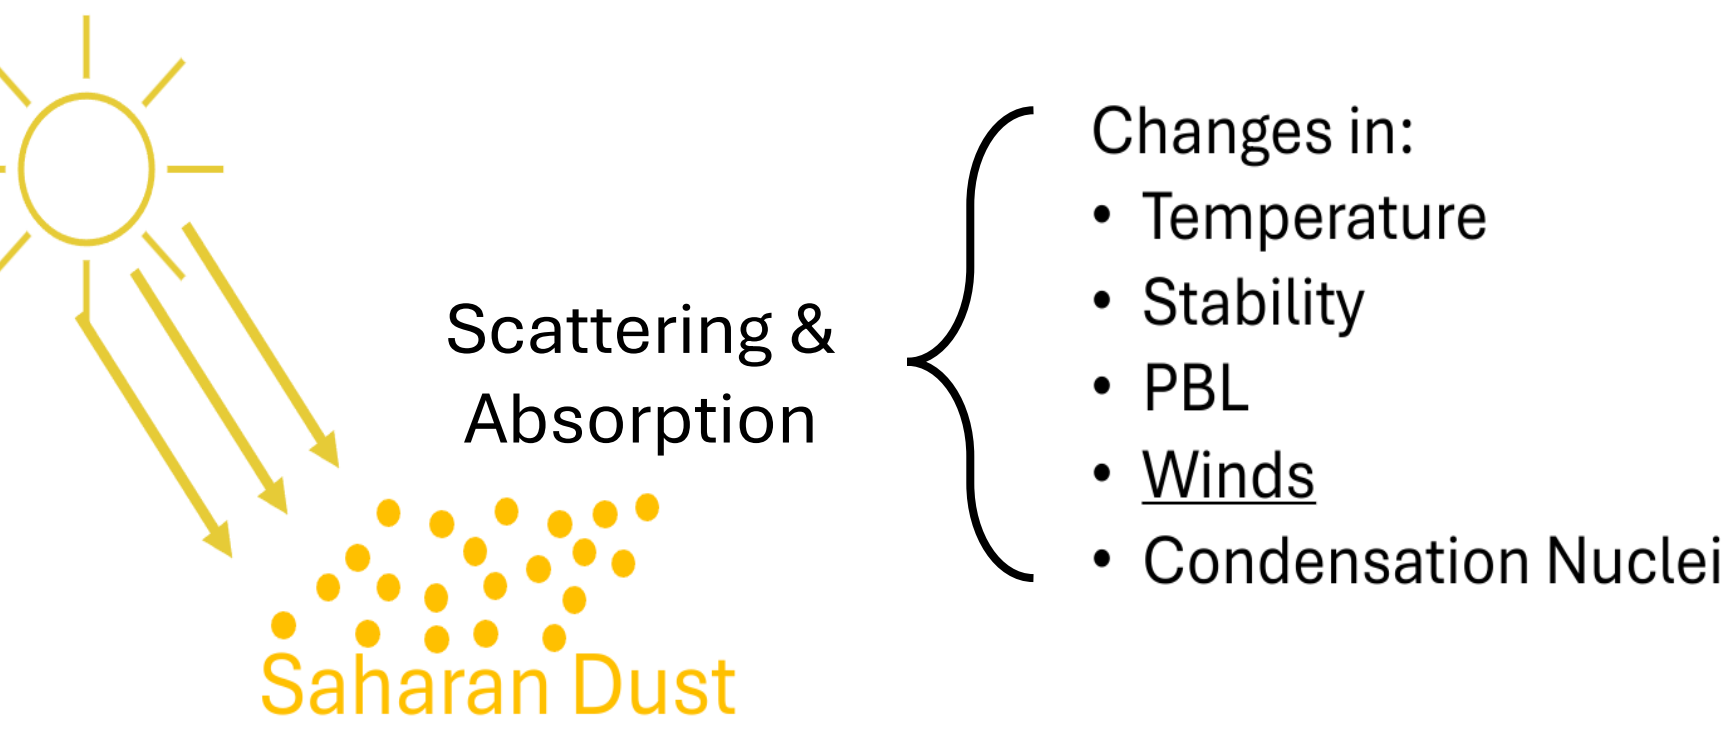 Scattering &
Absorption
Saharan Dust
Changes in:
• Temperature
• Stability
• PBL
• Winds
• Condensation Nuclei